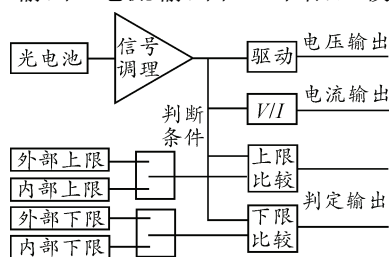 光电池
信号
调理
驱动
电压输出
V/I
电流输出
判断
条件
外部上限
内部上限
外部下限
内部下限
上限
比较
下限
比较
判定输出